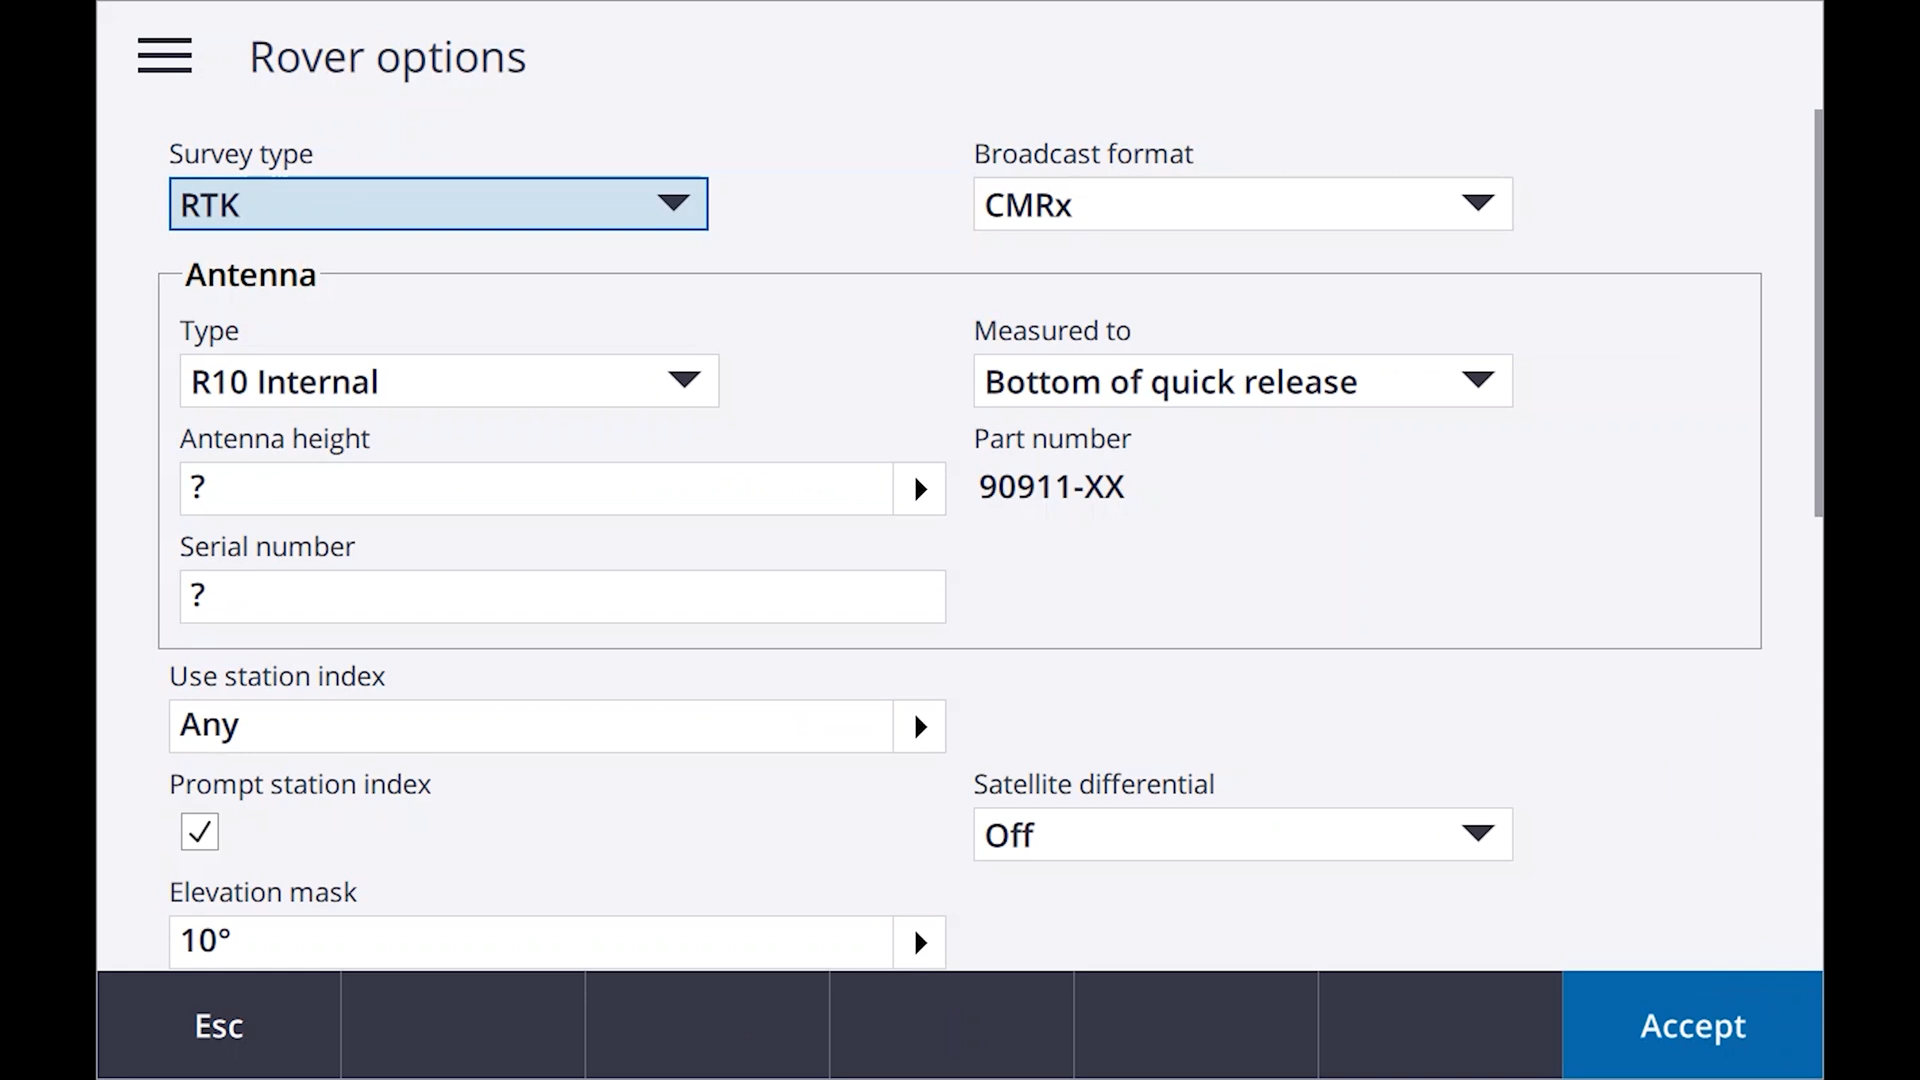 Rover options
Survey type
RTK
Broadcast format
CMRx
Antenna
Type
R10 Internal
Measured to
Bottom of quick release
Antenna height
?
Part number
90911-XX
Serial number
?
Use station index
Any
Prompt station index
Satellite differential
Off
Elevation mask
10°
Esc
Accept